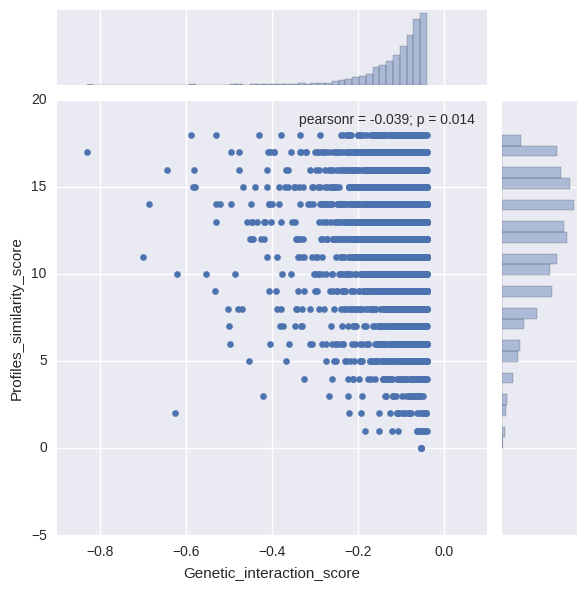 20
pearsonr = -0.039; p = 0.014
15
10
5
0
−5
Profiles_similarity_score
−0.8 −0.6 −0.4 −0.2 0.0
Genetic_interaction_score